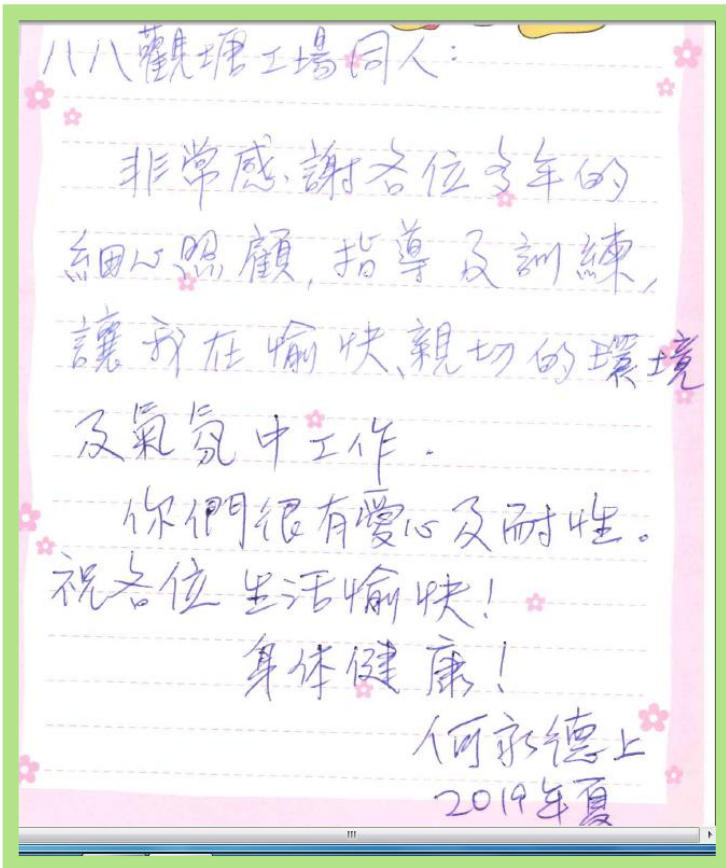 八八觀塘工場同人:
非常感謝各位多年的
細心照顧,指導及訓練,
讓我在愉快、親切的環境
及氣氛中工作.
你們很有愛心及耐性。
祝各位生活愉快!
身体健康!
何永德上
2019年夏